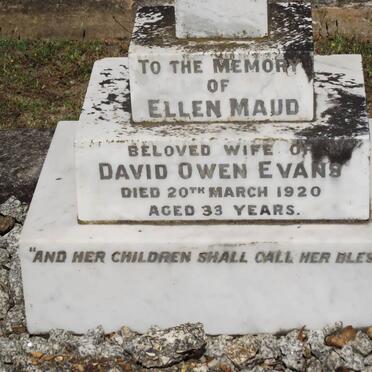 TO THE MEMORY
OF
ELLEN MAUD
BELOVED WIFE OF
DAVID OWEN EVANS
DIED 20TH MARCH 1920
AGED 33 YEARS.
"AND HER CHILDREN SHALL CALL HER BLES